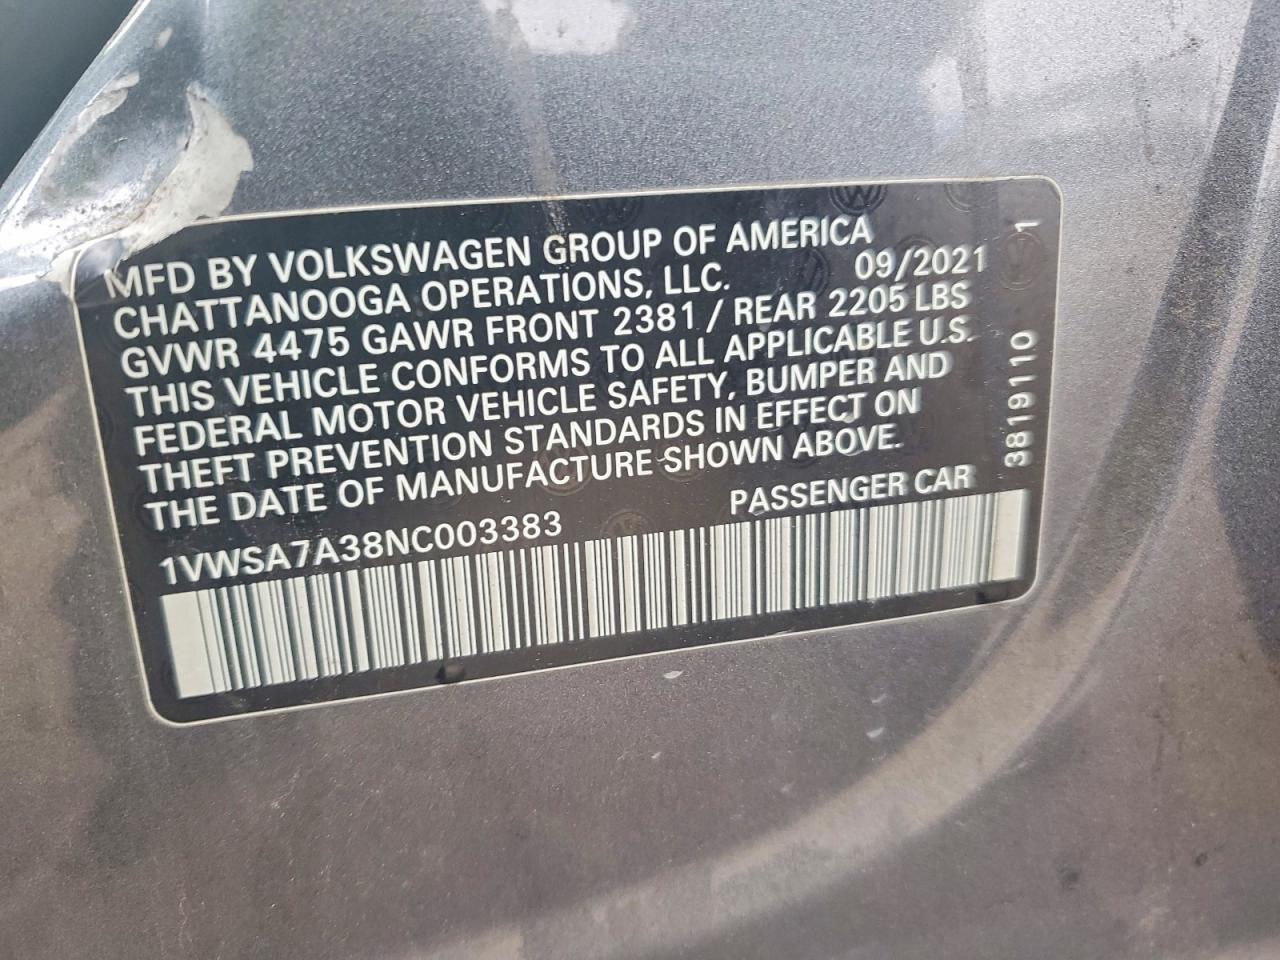 MFD BY VOLKSWAGEN GROUP OF AMERICA
CHATTANOOGA OPERATIONS, LLC. 09/2021
GVWR 4475 GAWR FRONT 2381 / REAR 2205 LBS
THIS VEHICLE CONFORMS TO ALL APPLICABLE U.S.
FEDERAL MOTOR VEHICLE SAFETY, BUMPER AND
THEFT PREVENTION STANDARDS IN EFFECT ON
THE DATE OF MANUFACTURE SHOWN ABOVE.
PASSENGER CAR
1VWSA7A38NC003383
3819110 1